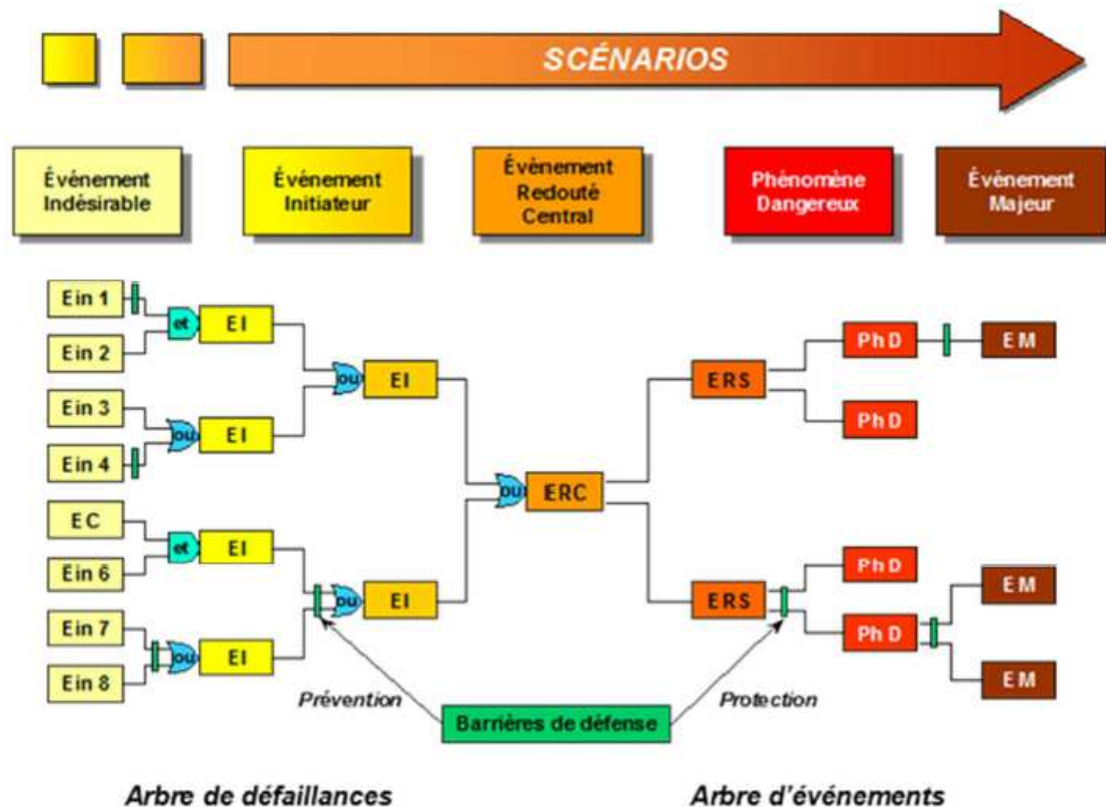 SCÉNARIOS
Événement
Indésirable
Événement
Initiateur
Évènement
Redouté
Central
Phénomène
Dangereux
Événement
Majeur
Ein 1
et
EI
Ein 2
ou
EI
Ein 3
ou
EI
Ein 4
ERS
PhD
EM
PhD
ou
ERC
EC
et
EI
Ein 6
ou
EI
Ein 7
ou
EI
Ein 8
ERS
PhD
PhD
EM
EM
Prévention
Protection
Barrières de défense
Arbre de défaillances
Arbre d'événements